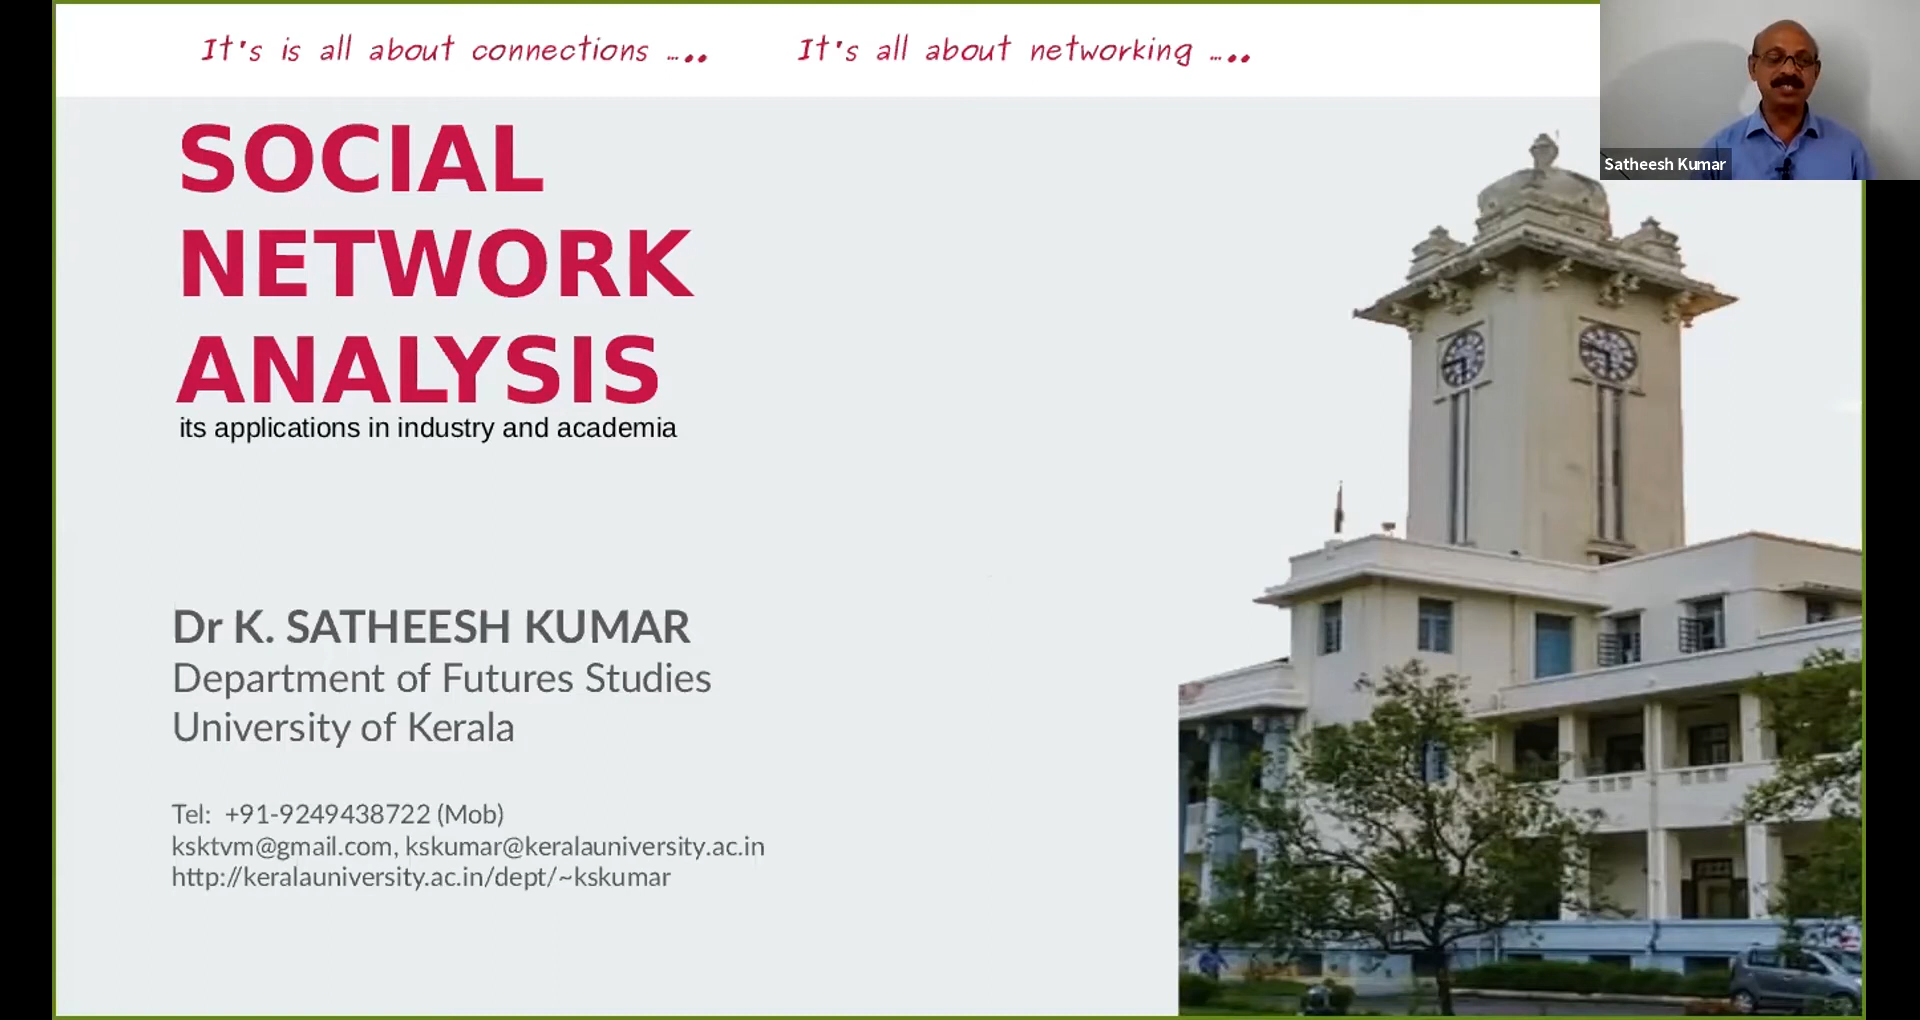 It's is all about connections ..... It's all about networking .....
Satheesh Kumar
SOCIAL
NETWORK
ANALYSIS
its applications in industry and academia
Dr K. SATHEESH KUMAR
Department of Futures Studies
University of Kerala
Tel: +91-9249438722 (Mob)
ksktvm@gmail.com, kskumar@keralauniversity.ac.in
http://keralauniversity.ac.in/dept/~kskumar